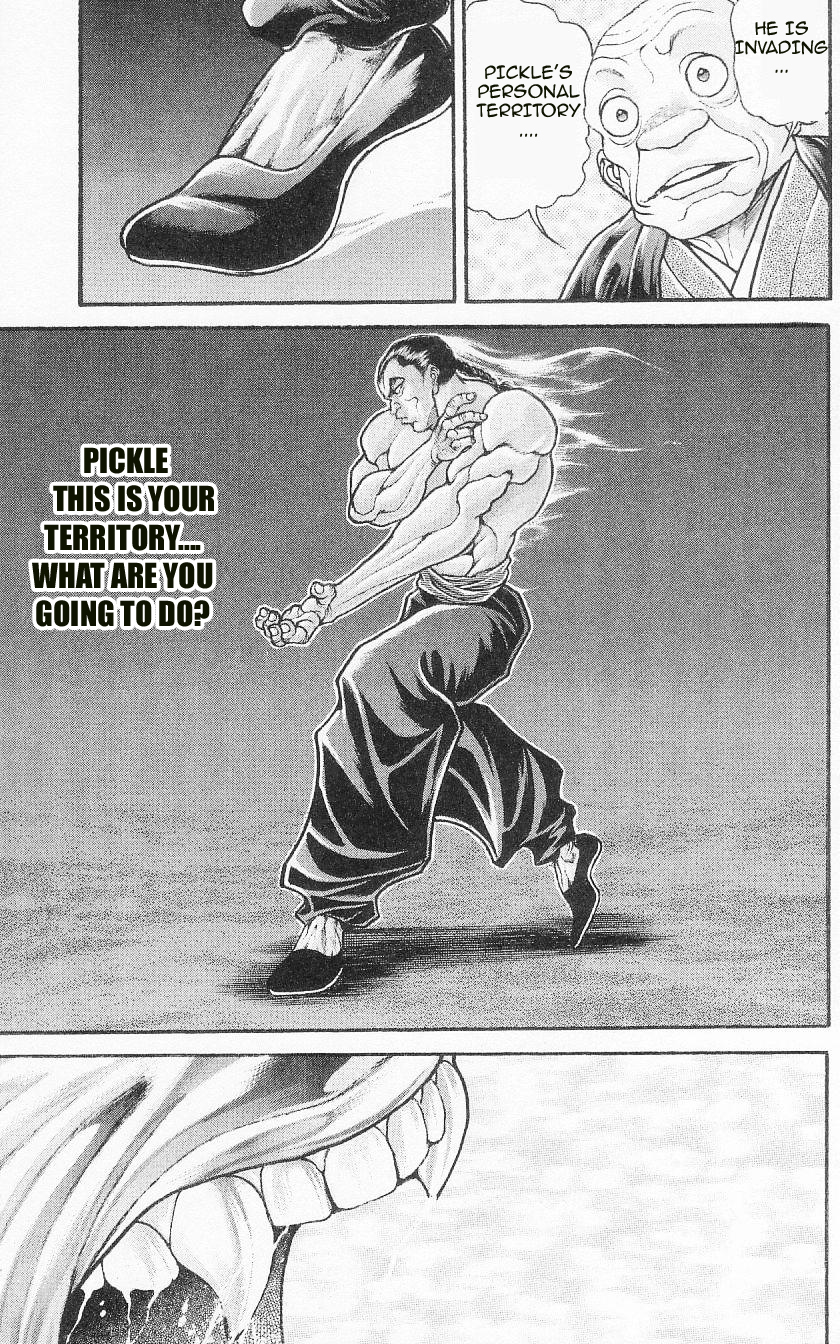 HE IS
INVADING
...
PICKLE'S
PERSONAL
TERRITORY
....
PICKLE
THIS IS YOUR
TERRITORY....
WHAT ARE YOU
GOING TO DO?